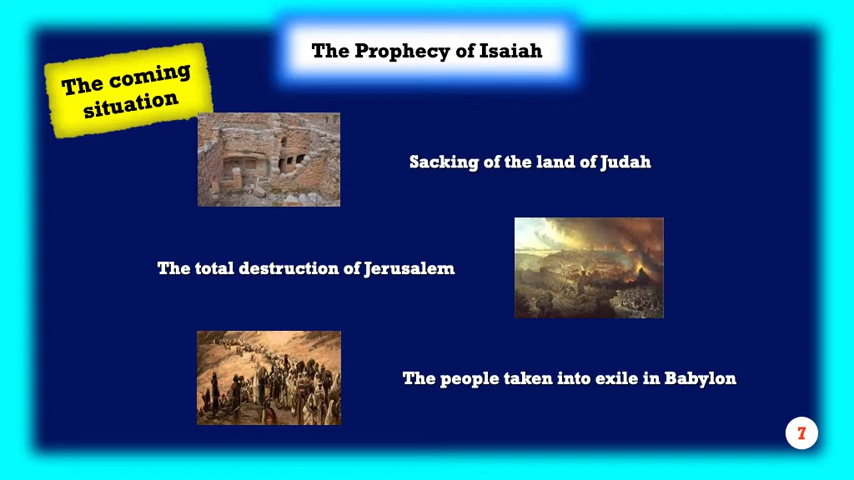 The Prophecy of Isaiah
The coming
situation
Sacking of the land of Judah
The total destruction of Jerusalem
The people taken into exile in Babylon
7